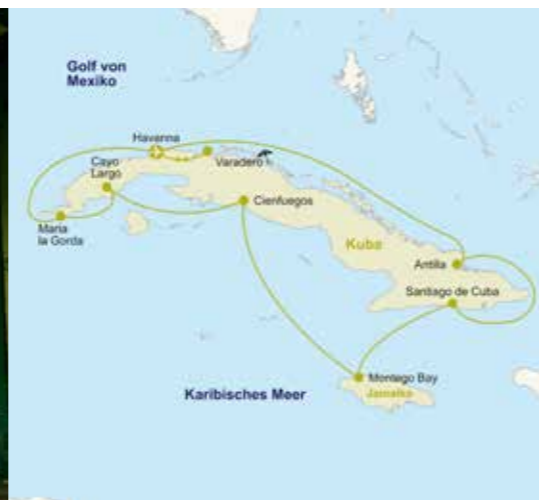 Golf von
Mexiko
Havanna
Cayo
Largo
Varadero
Maria
la Gorda
Cienfuegos
Kuba
Antilla
Santiago de Cuba
Montego Bay
Jamaika
Karibisches Meer